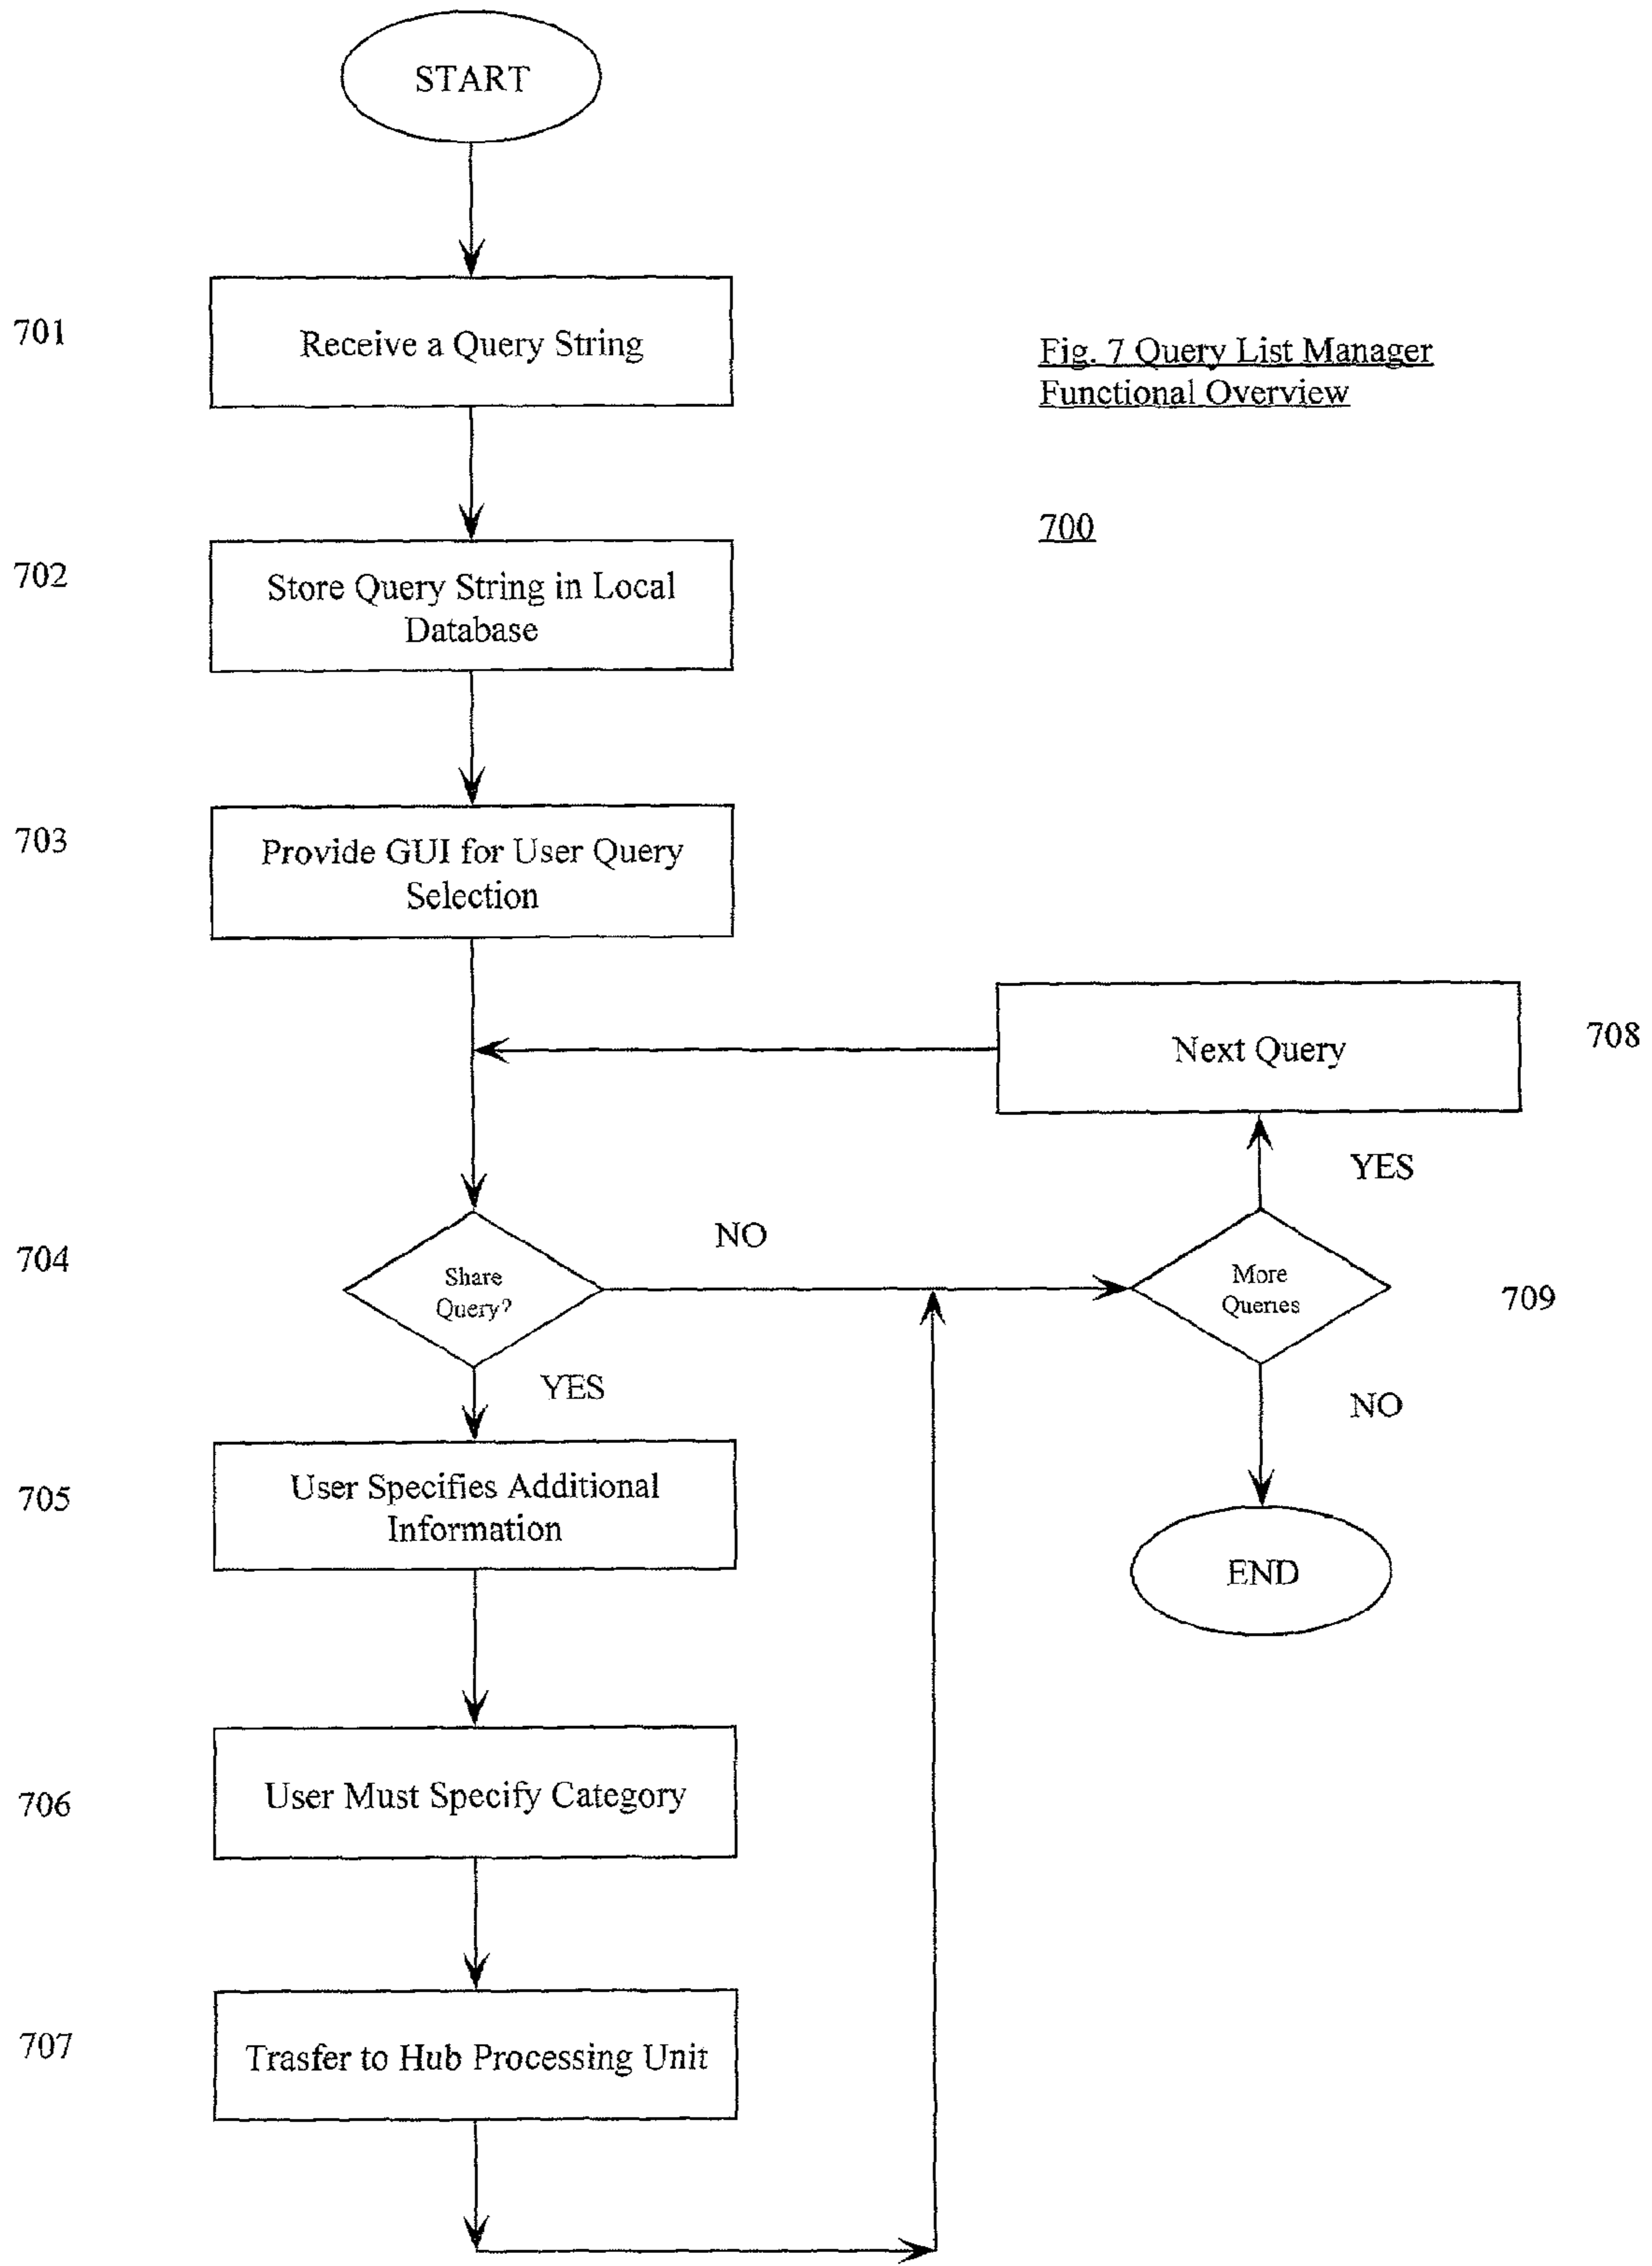 START
701
Receive a Query String
Fig. 7 Query List Manager
Functional Overview
700
702
Store Query String in Local
Database
703
Provide GUI for User Query
Selection
Next Query
708
YES
704
Share
Query?
NO
More
Queries
709
YES
NO
705
User Specifies Additional
Information
END
706
User Must Specify Category
707
Trasfer to Hub Processing Unit